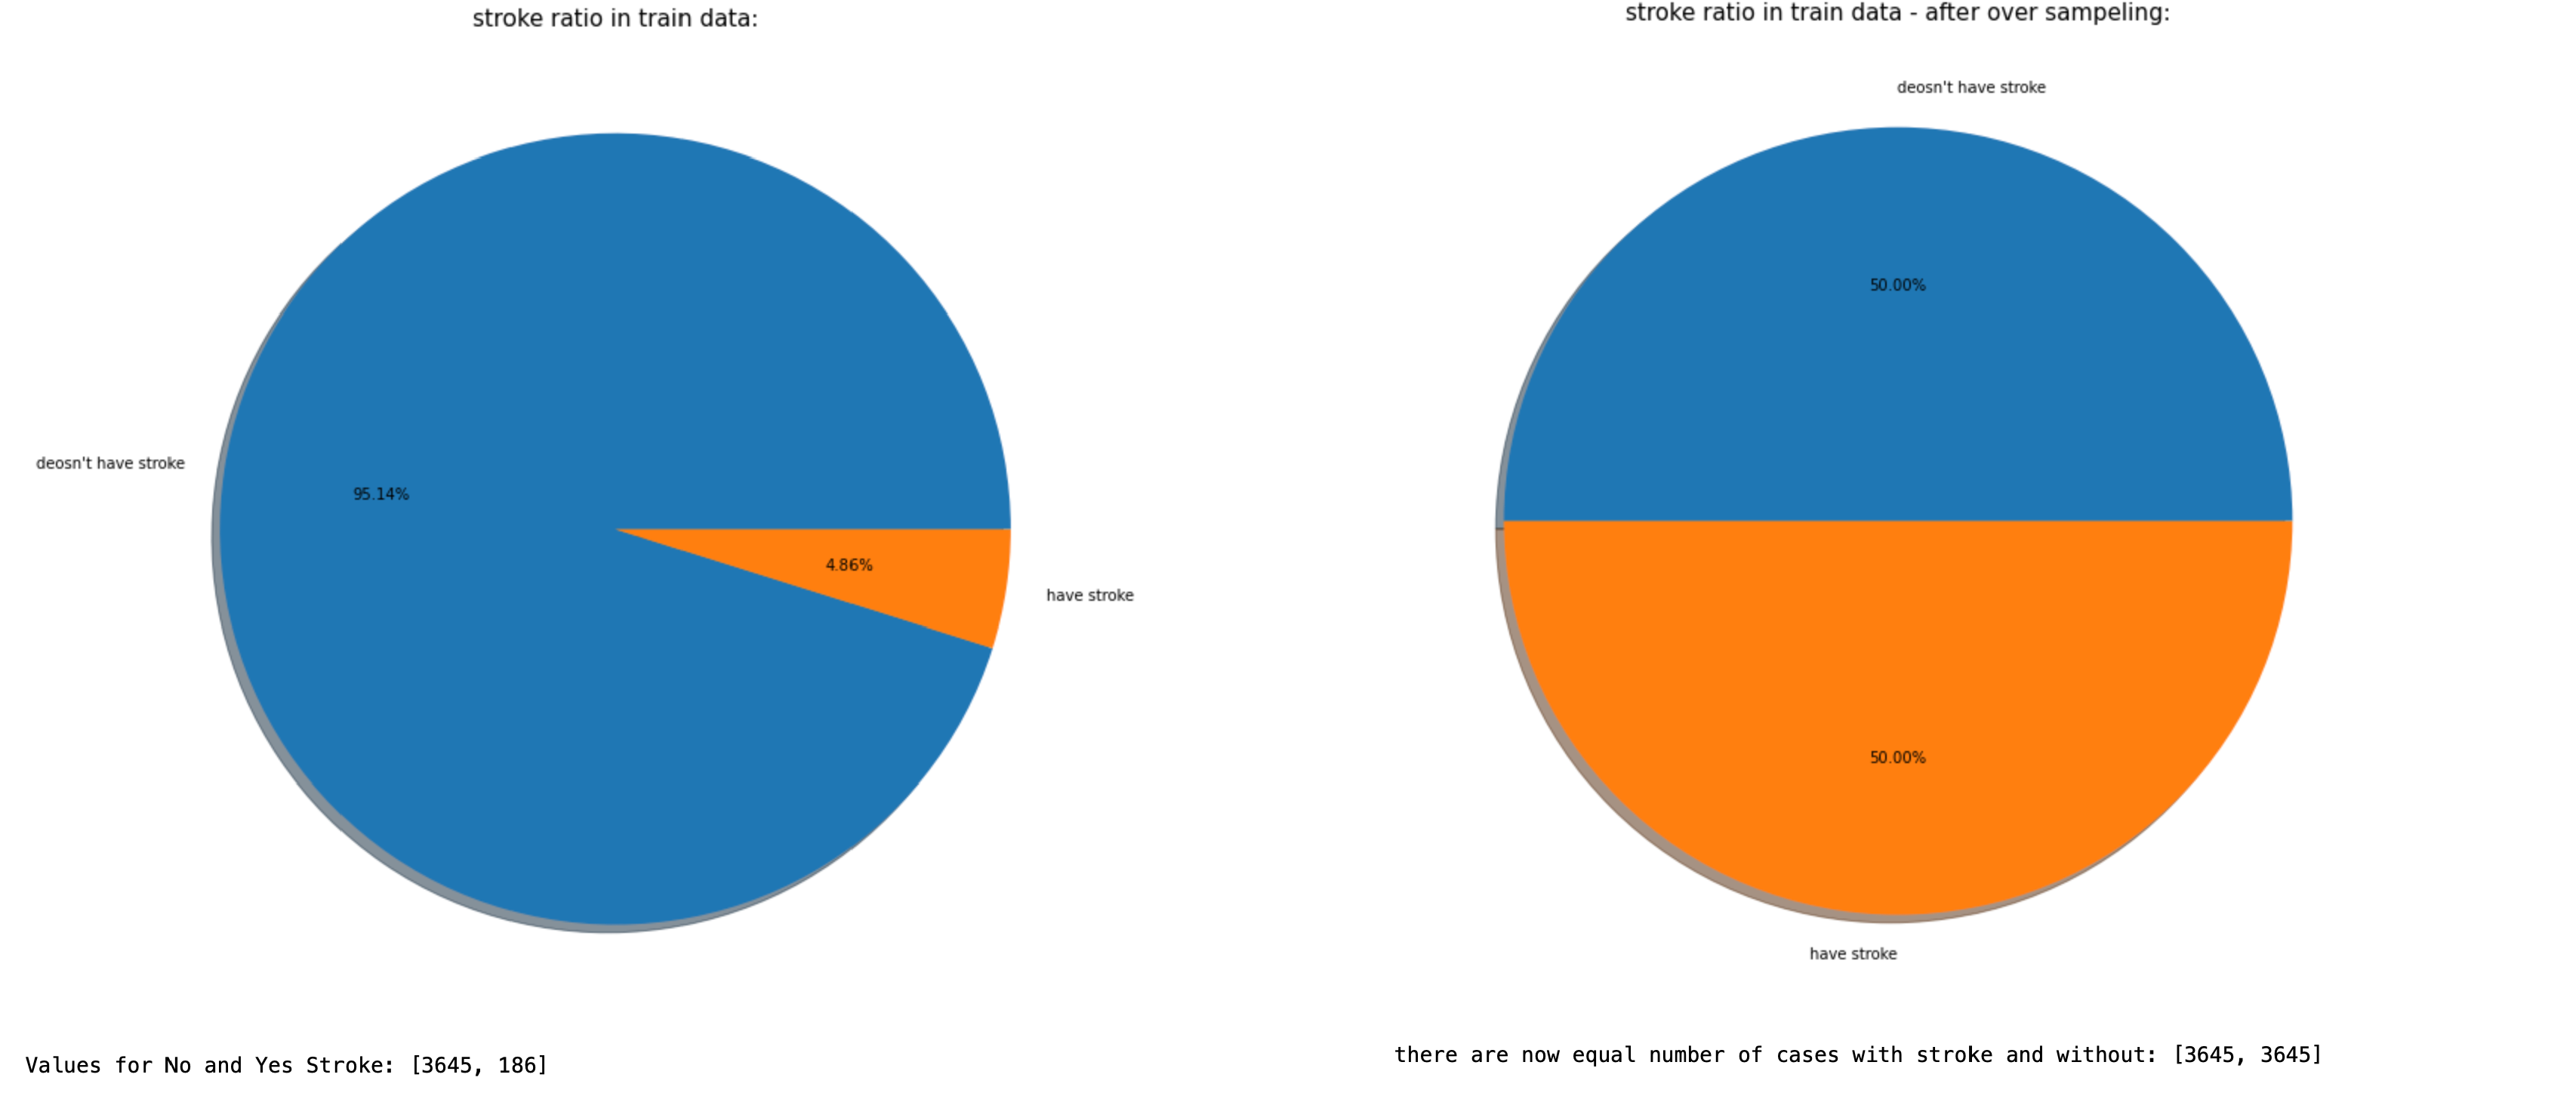 stroke ratio in train data:
deosn't have stroke
95.14%
4.86%
have stroke
Values for No and Yes Stroke: [3645, 186]
stroke ratio in train data - after over sampeling:
deosn't have stroke
50.00%
50.00%
have stroke
there are now equal number of cases with stroke and without: [3645, 3645]